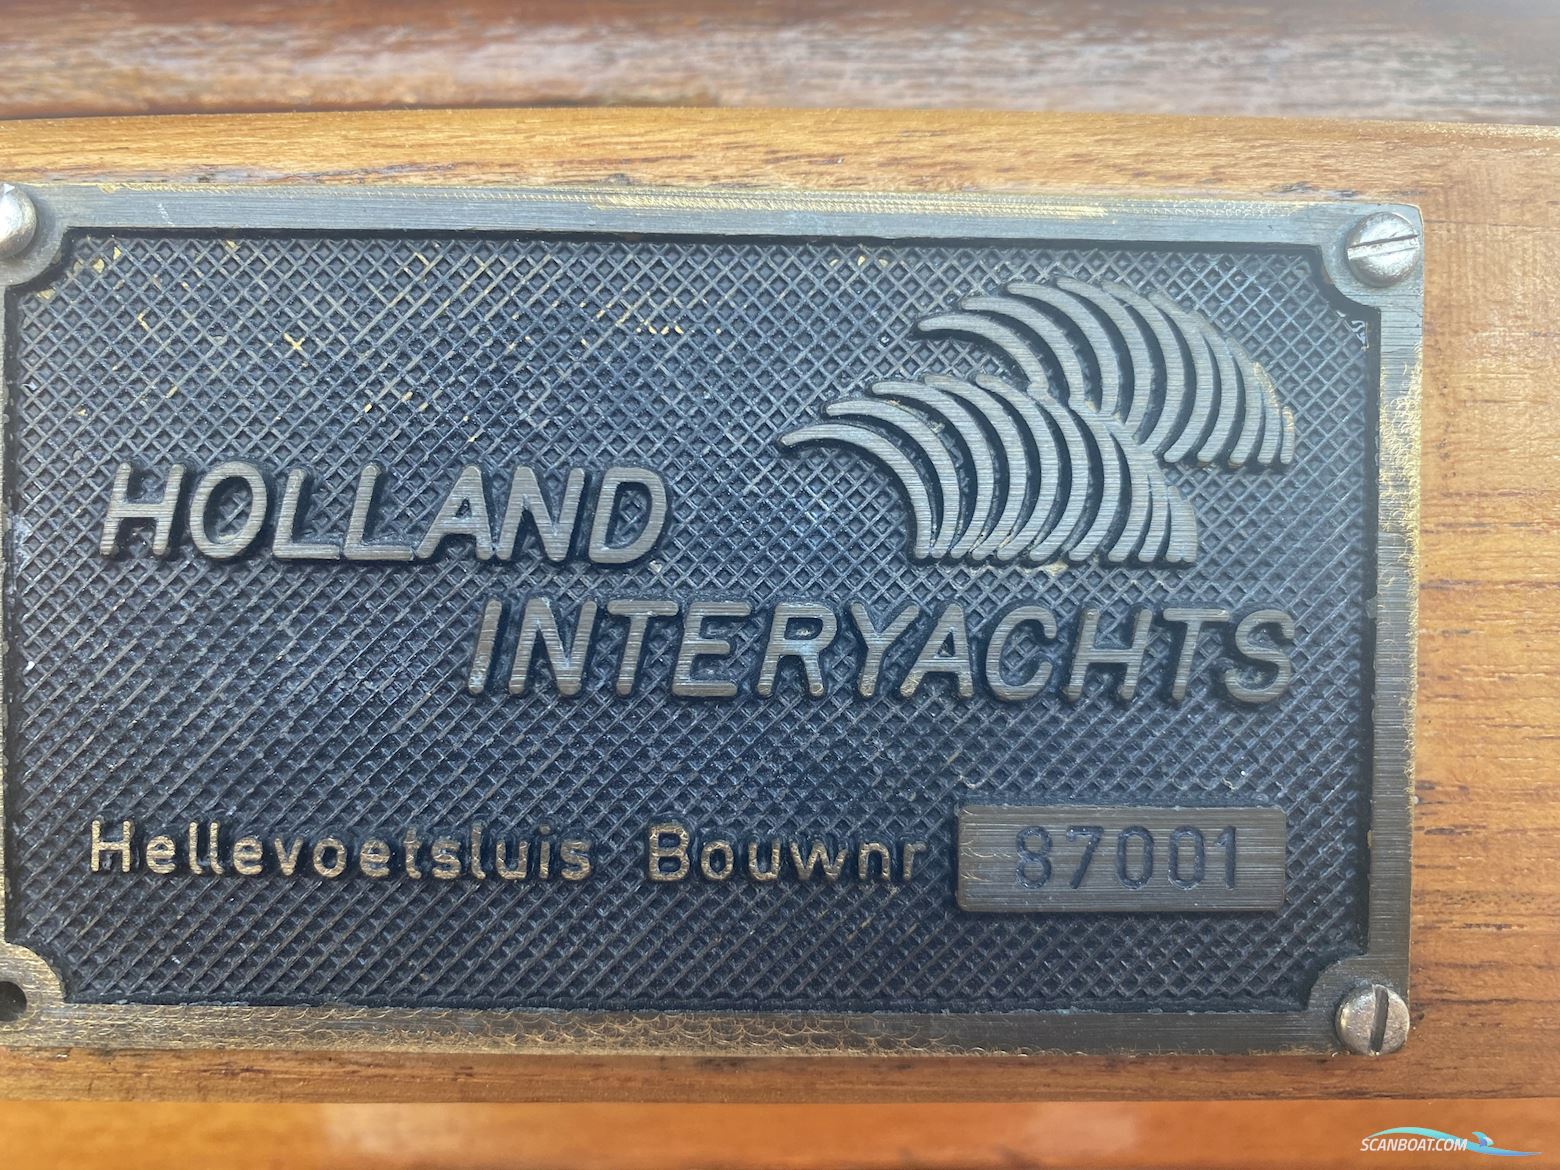 HOLLAND
INTERYACHTS
Hellevoetsluis Bouwnr 87001
SCANBOAT.COM